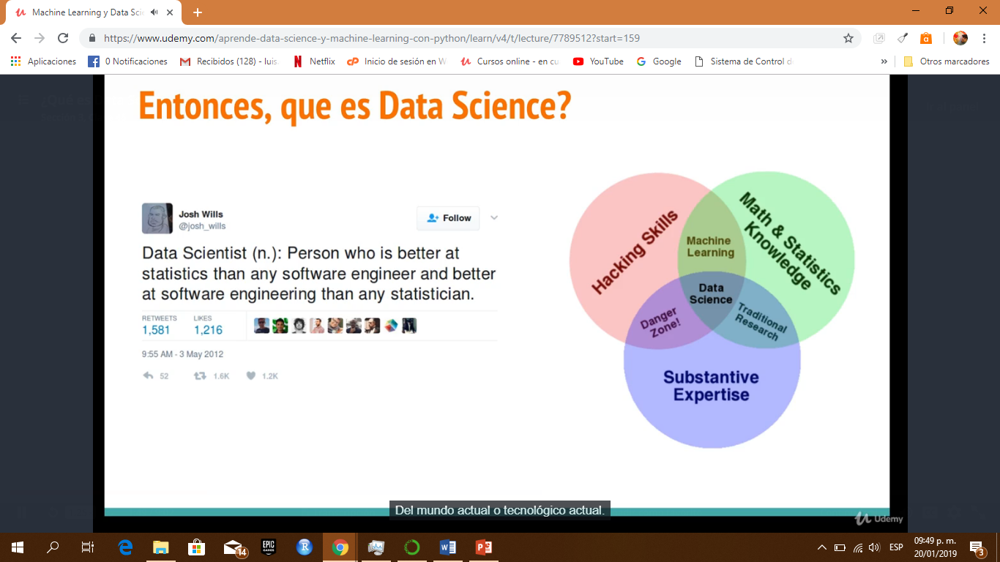 Machine Learning y Data Scie
https://www.udemy.com/aprende-data-science-y-machine-learning-con-python/learn/v4/t/lecture/7789512?start=159
Aplicaciones
0 Notificaciones
Recibidos (128) - luis
Netflix
Inicio de sesión en W
Cursos online - en cu
YouTube
Google
Sistema de Control d
»
Otros marcadores
Entonces, que es Data Science?
Josh Wills
@josh_wills
Follow
Data Scientist (n.): Person who is better at
statistics than any software engineer and better
at software engineering than any statistician.
RETWEETS LIKES
1,581 1,216
9:55 AM - 3 May 2012
52 1.6K 1.2K
Hacking Skills
Math & Statistics
Knowledge
Machine
Learning
Data
Science
Danger
Zone!
Traditional
Research
Substantive
Expertise
Del mundo actual o tecnológico actual.
Udemy
14
EPIC
GAMES
R
ESP
09:49 p. m.
20/01/2019
3